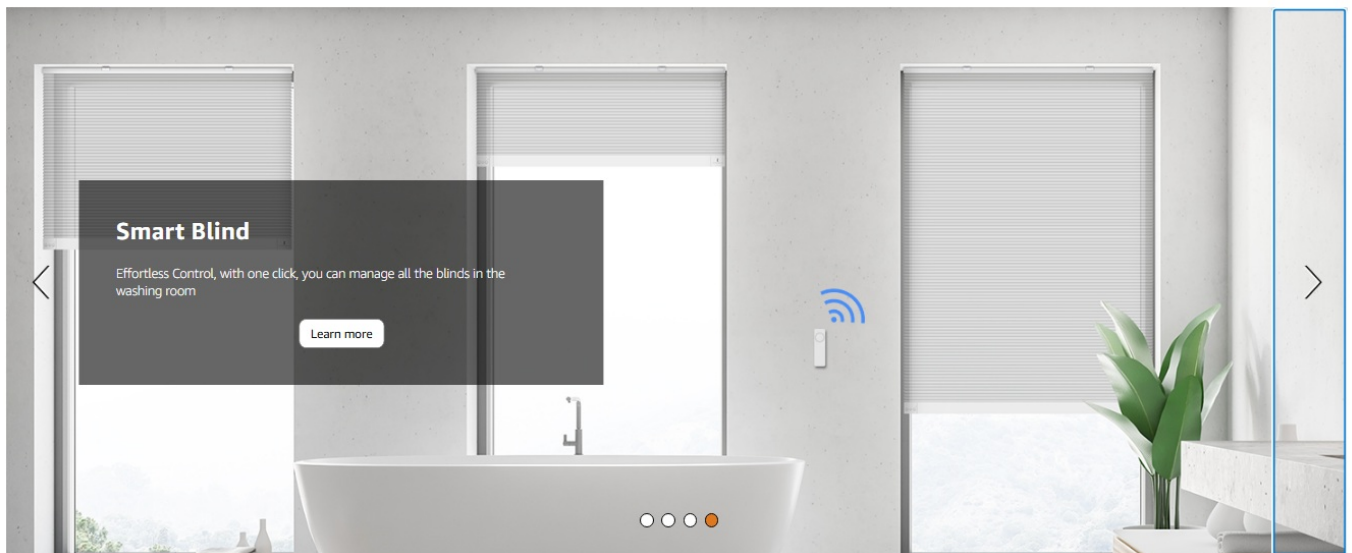 Smart Blind
Effortless Control, with one click, you can manage all the blinds in the
washing room
Learn more